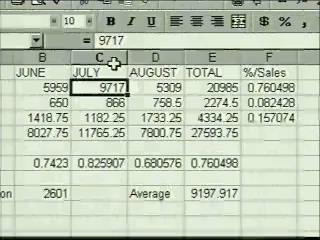 10 B I U $ % ,
= 9717
B C D E F
JUNE JULY AUGUST TOTAL %/Sales
5959 9717 5309 20985 0.760498
650 866 758.5 2274.5 0.082428
1418.75 1182.25 1733.25 4334.25 0.157074
8027.75 11765.25 7800.75 27593.75
0.7423 0.825907 0.680576 0.760498
on 2601 Average 9197.917